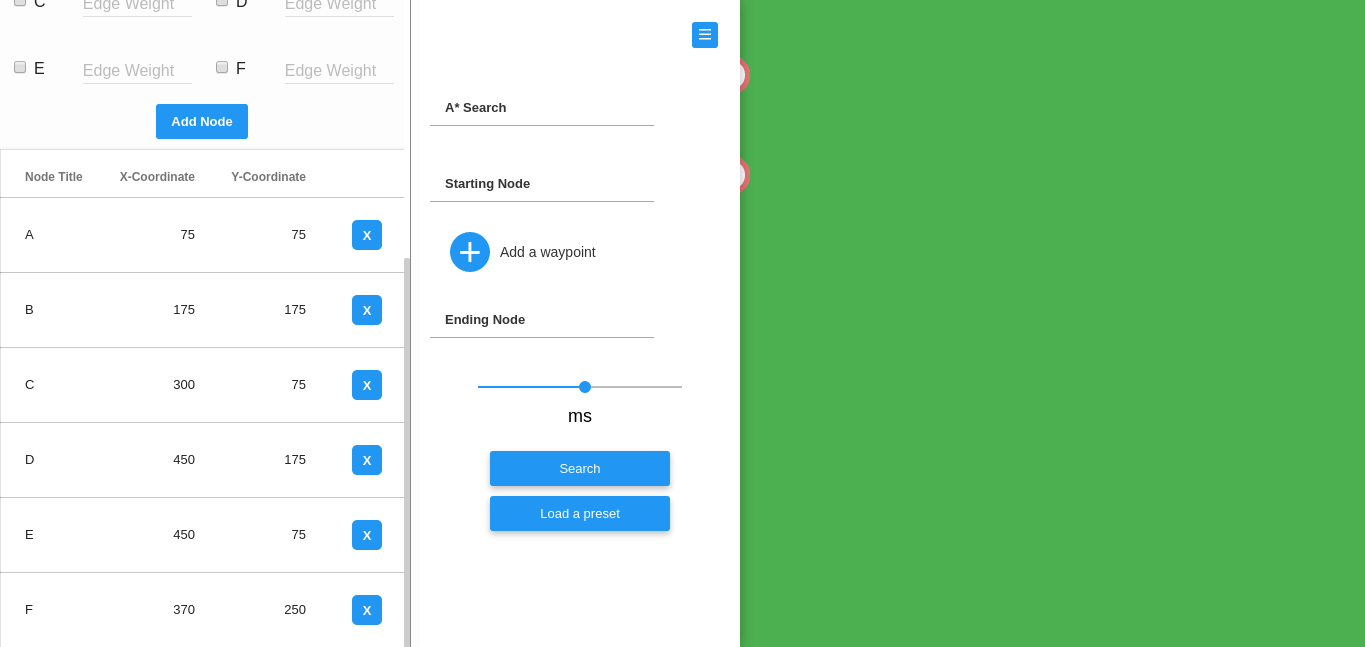 C Edge Weight D Edge Weight
E Edge Weight F Edge Weight
Add Node
Node Title X-Coordinate Y-Coordinate
A 75 75 X
B 175 175 X
C 300 75 X
D 450 175 X
E 450 75 X
F 370 250 X
A* Search
Starting Node
Add a waypoint
Ending Node
ms
Search
Load a preset